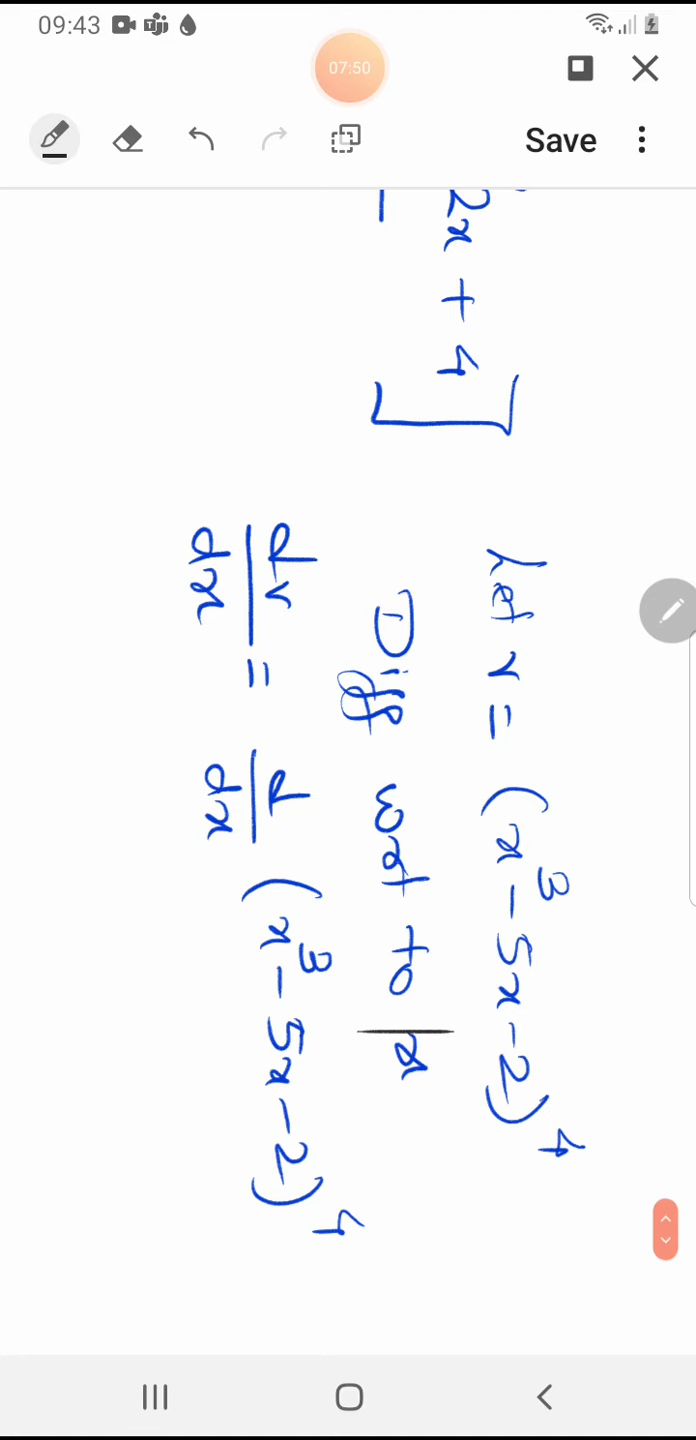 09:43
07:50
Save
2x + 4]
Let v = (x³ - 5x - 2)⁴
Diff wrt to x
dv/dx = d/dx (x³ - 5x - 2)⁴